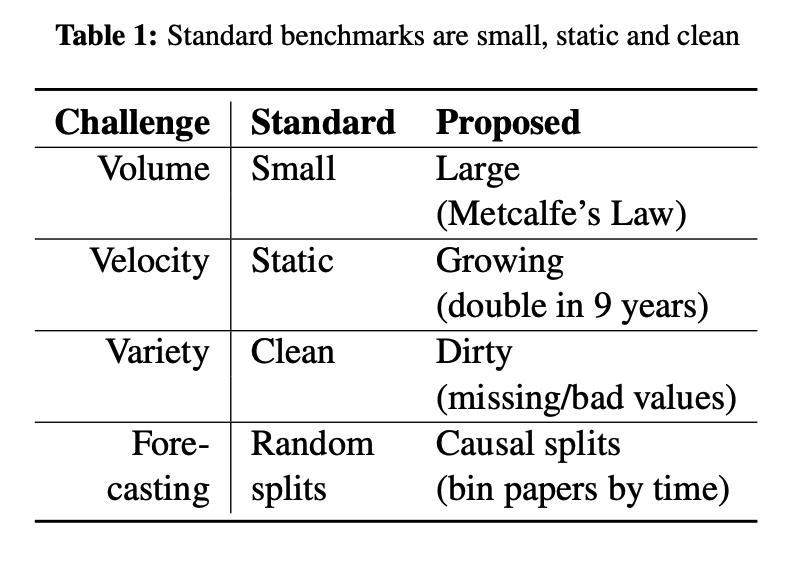 Table 1: Standard benchmarks are small, static and clean
Challenge Standard Proposed
Volume Small Large
(Metcalfe's Law)
Velocity Static Growing
(double in 9 years)
Variety Clean Dirty
(missing/bad values)
Fore- Random Causal splits
casting splits (bin papers by time)